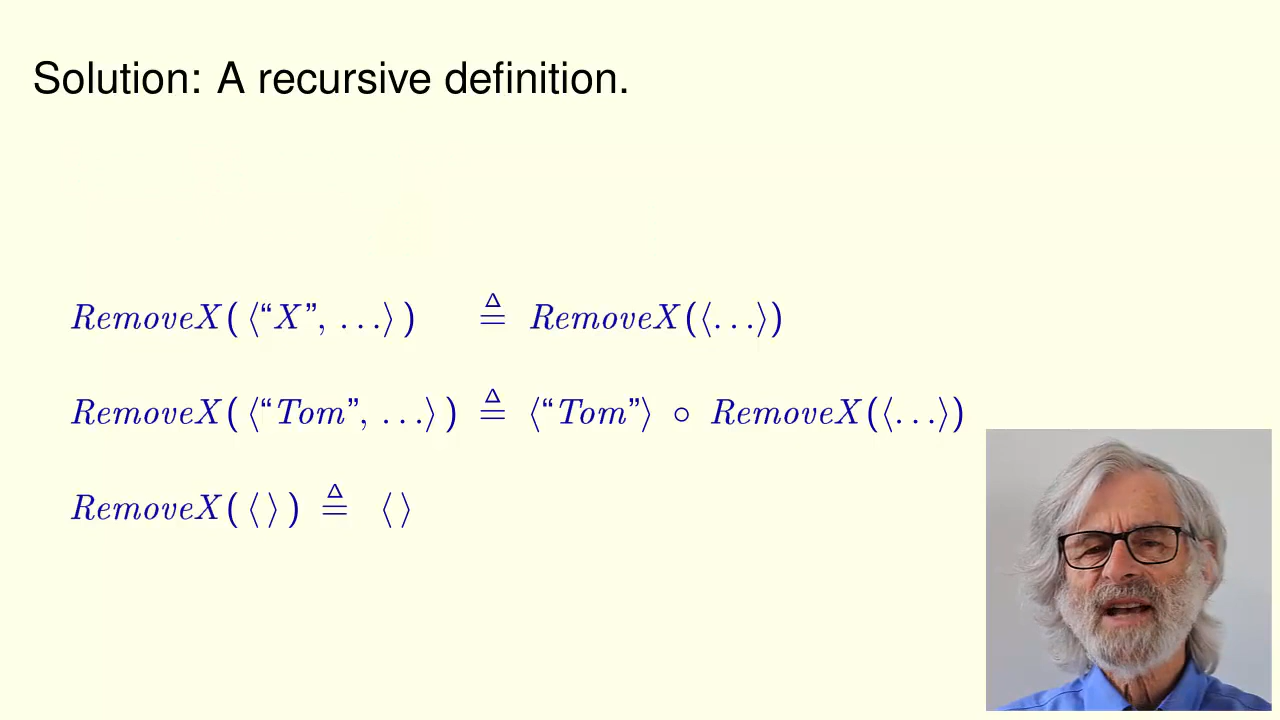 Solution: A recursive definition.
RemoveX( ⟨“X”, ...⟩ ) ≜ RemoveX(⟨...⟩)
RemoveX( ⟨“Tom”, ...⟩ ) ≜ ⟨“Tom”⟩ ∘ RemoveX(⟨...⟩)
RemoveX( ⟨ ⟩ ) ≜ ⟨ ⟩